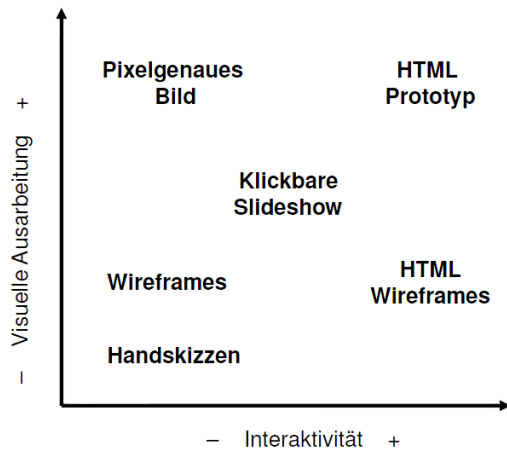 Pixelgenaues
Bild
HTML
Prototyp
Klickbare
Slideshow
Wireframes
HTML
Wireframes
Handskizzen
– Visuelle Ausarbeitung +
– Interaktivität +